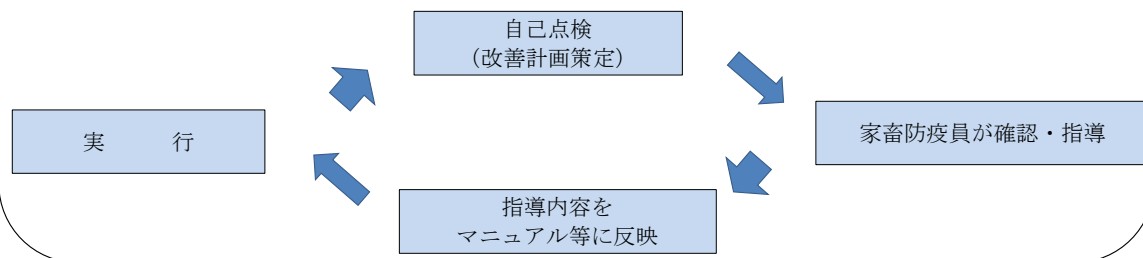 自己点検
（改善計画策定）
家畜防疫員が確認・指導
指導内容を
マニュアル等に反映
実　　　行